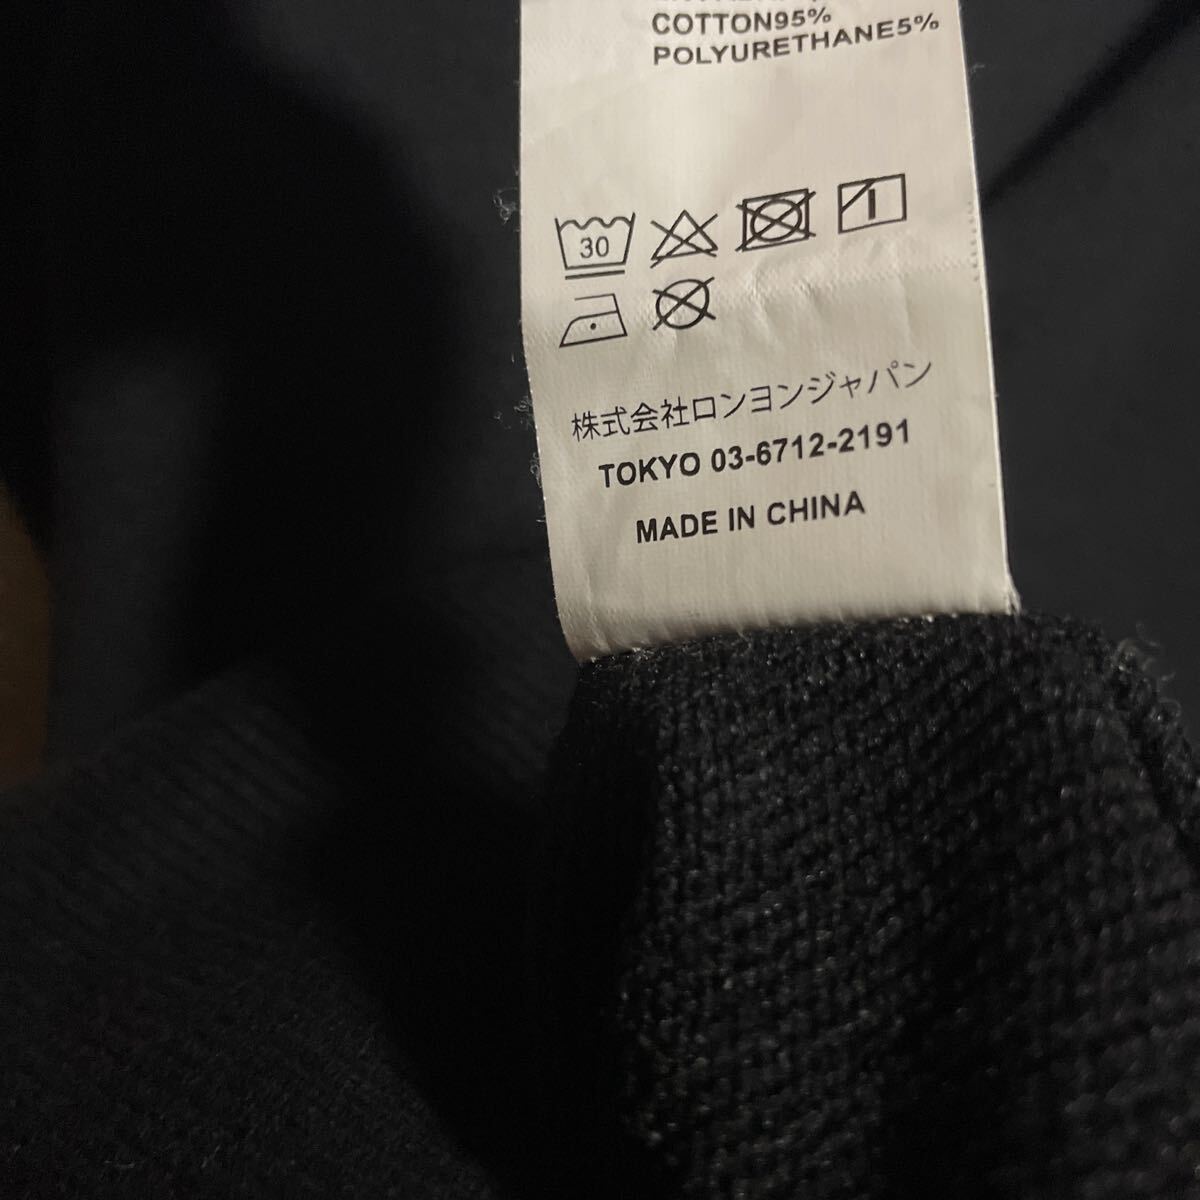 COTTON95%
POLYURETHANE5%
30
株式会社ロンヨンジャパン
TOKYO 03-6712-2191
MADE IN CHINA